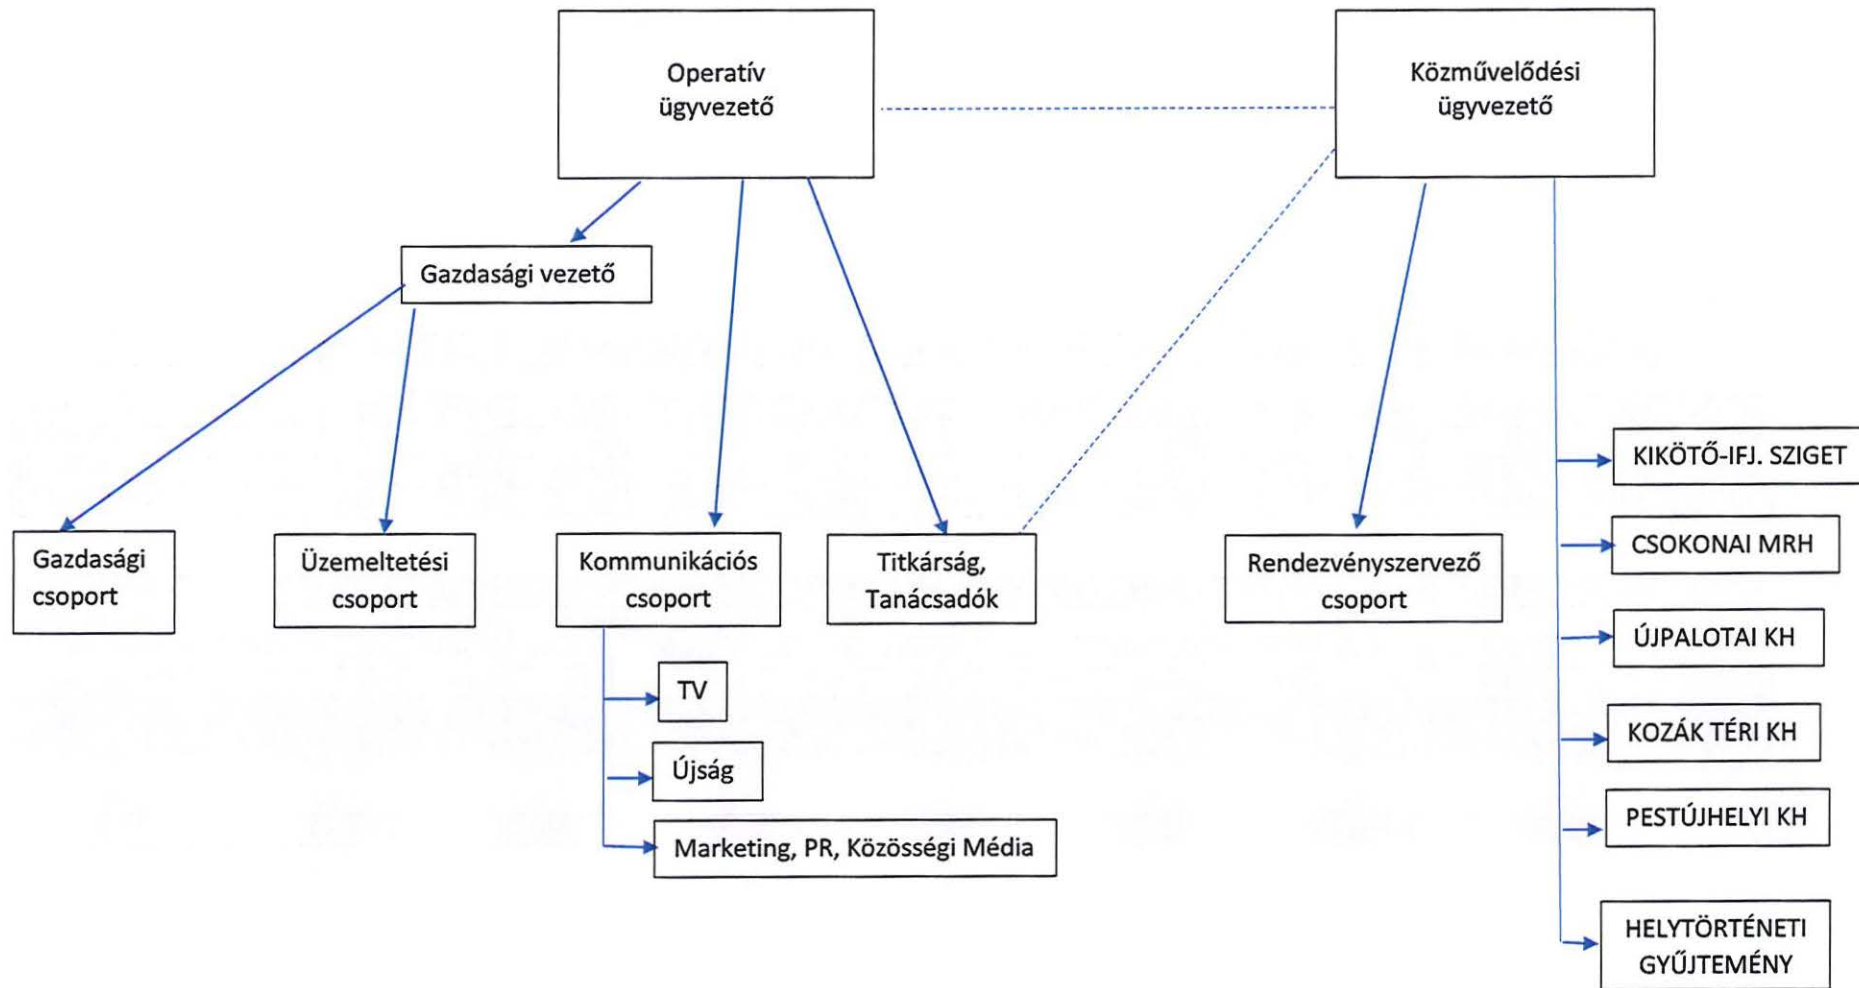 Operatív
ügyvezető
Közművelődési
ügyvezető
Gazdasági vezető
Gazdasági
csoport
Üzemeltetési
csoport
Kommunikációs
csoport
Titkárság,
Tanácsadók
Rendezvényszervező
csoport
TV
Újság
Marketing, PR, Közösségi Média
KIKÖTŐ-IFJ. SZIGET
CSOKONAI MRH
ÚJPALOTAI KH
KOZÁK TÉRI KH
PESTÚJHELYI KH
HELYTÖRTÉNETI
GYŰJTEMÉNY